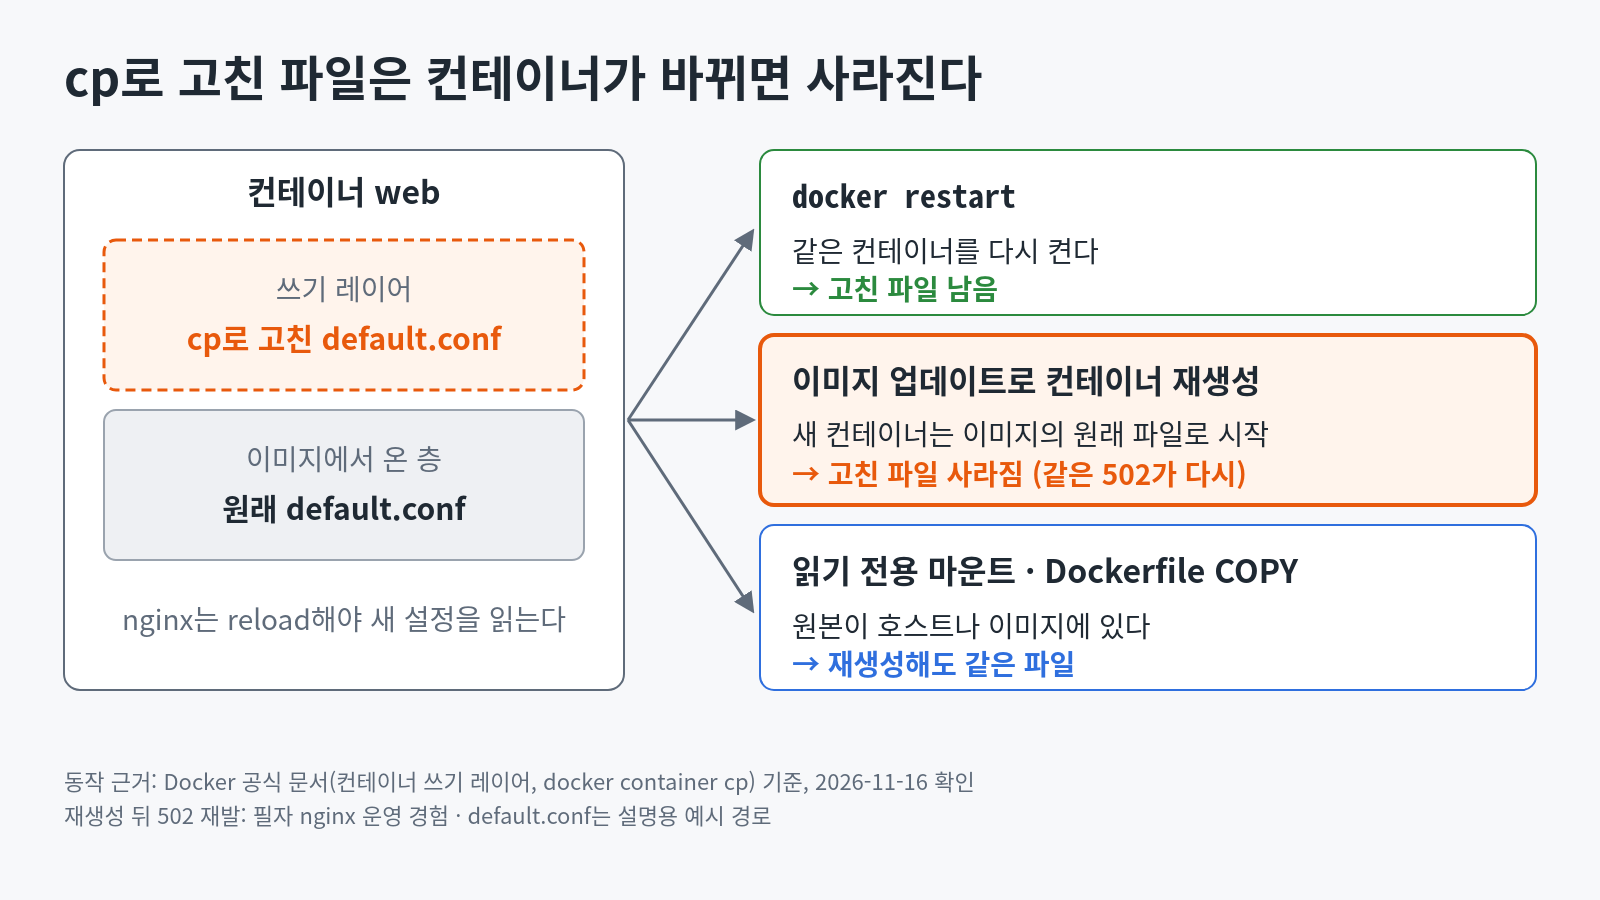 cp로 고친 파일은 컨테이너가 바뀌면 사라진다
컨테이너 web
쓰기 레이어
cp로 고친 default.conf
이미지에서 온 층
원래 default.conf
nginx는 reload해야 새 설정을 읽는다
docker restart
같은 컨테이너를 다시 켠다
→ 고친 파일 남음
이미지 업데이트로 컨테이너 재생성
새 컨테이너는 이미지의 원래 파일로 시작
→ 고친 파일 사라짐 (같은 502가 다시)
읽기 전용 마운트 · Dockerfile COPY
원본이 호스트나 이미지에 있다
→ 재생성해도 같은 파일
동작 근거: Docker 공식 문서(컨테이너 쓰기 레이어, docker container cp) 기준, 2026-11-16 확인
재생성 뒤 502 재발: 필자 nginx 운영 경험 · default.conf는 설명용 예시 경로